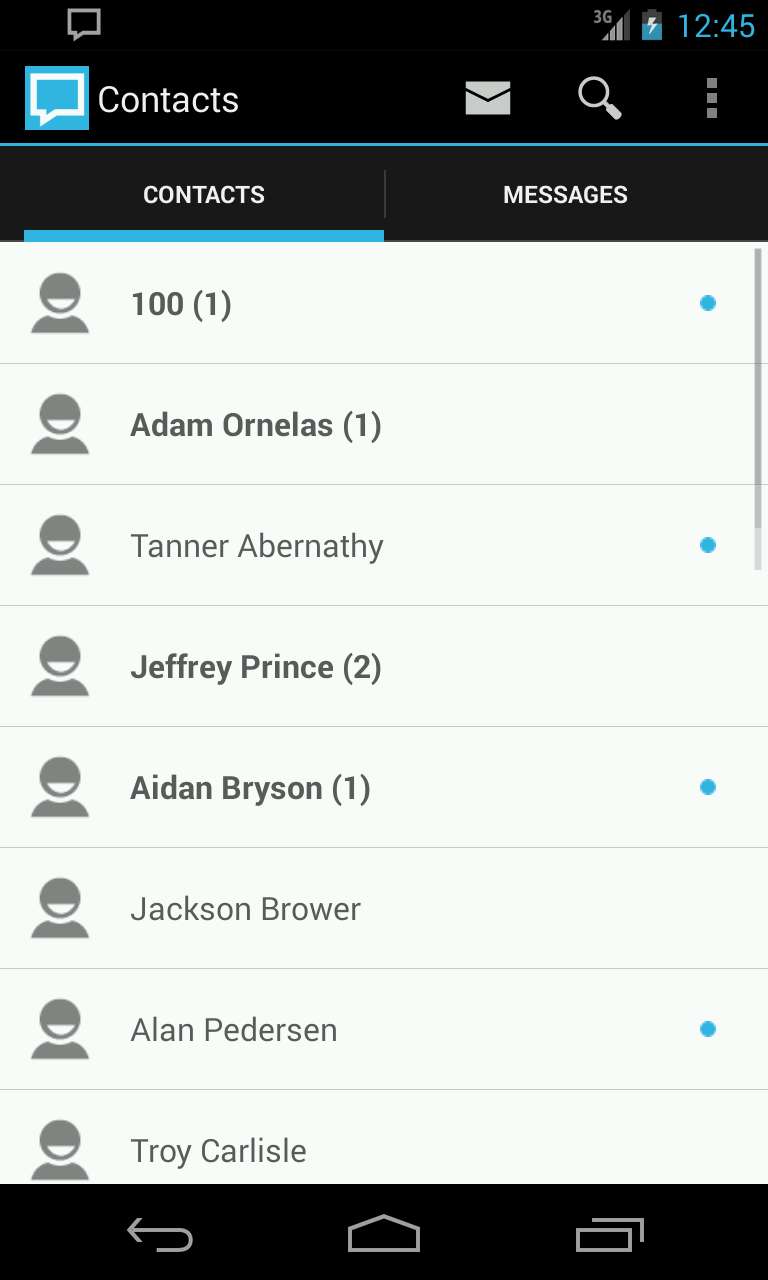 3G 12:45
Contacts
CONTACTS MESSAGES
100 (1)
Adam Ornelas (1)
Tanner Abernathy
Jeffrey Prince (2)
Aidan Bryson (1)
Jackson Brower
Alan Pedersen
Troy Carlisle